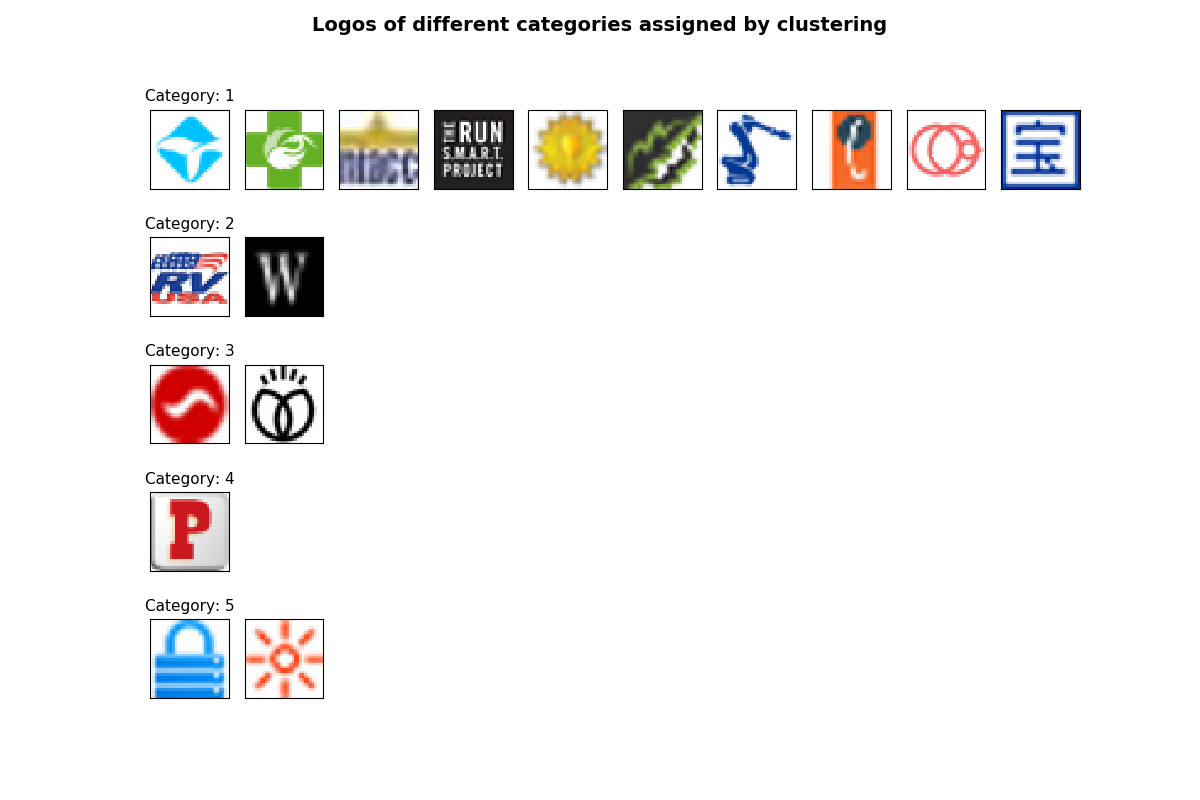 Logos of different categories assigned by clustering
Category: 1
ntacc
THE RUN
S.M.A.R.T.
PROJECT
宝
Category: 2
RV
USA
W
Category: 3
Category: 4
P
Category: 5